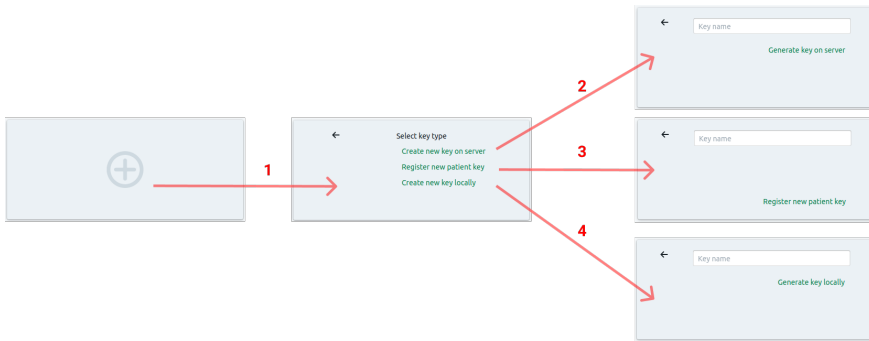 1
←
Select key type
Create new key on server
Register new patient key
Create new key locally
2
←
Key name
Generate key on server
3
←
Key name
Register new patient key
4
←
Key name
Generate key locally